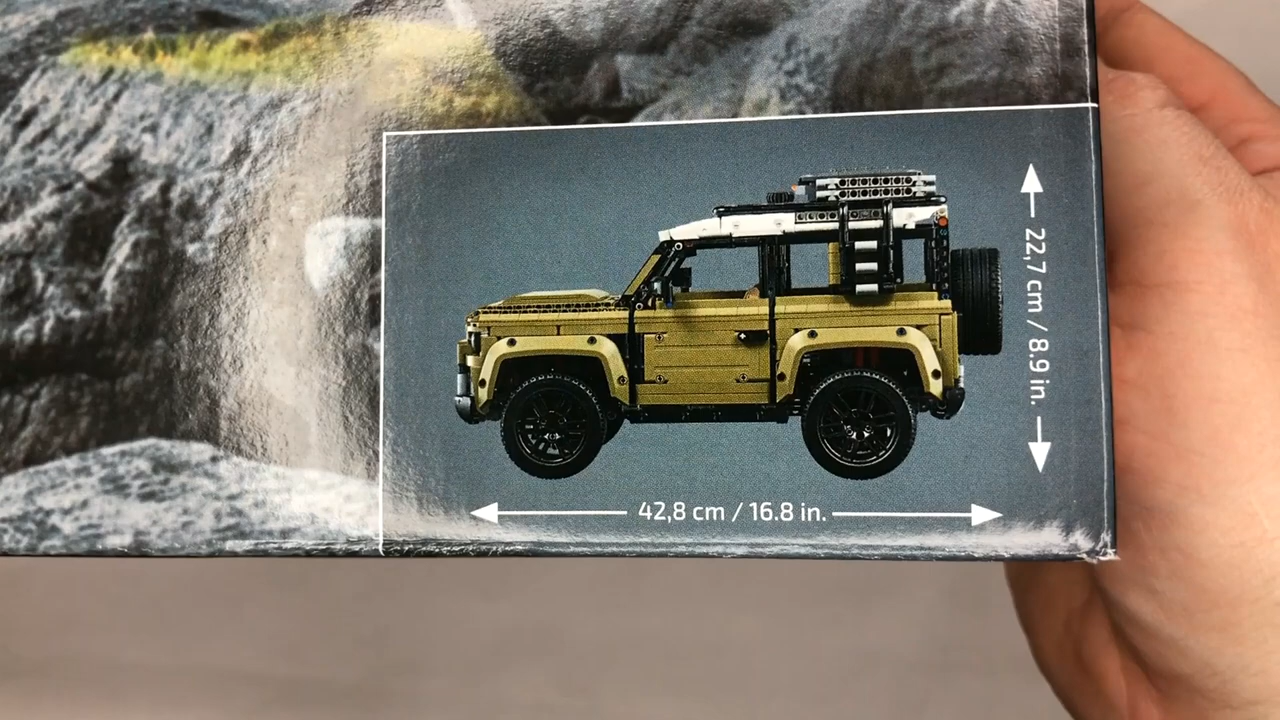 22,7 cm / 8.9 in.
42,8 cm / 16.8 in.